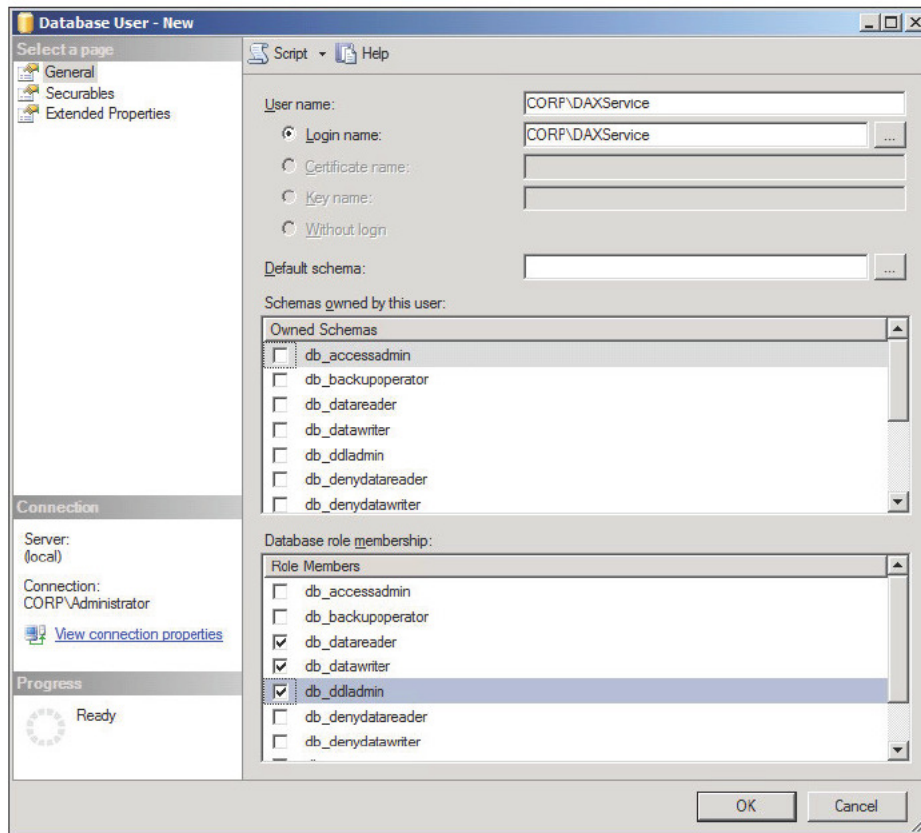 Database User - New
Select a page
General
Securables
Extended Properties
Script
Help
User name:
CORP\DAXService
Login name:
CORP\DAXService
...
Certificate name:
Key name:
Without login
Default schema:
...
Schemas owned by this user:
Owned Schemas
db_accessadmin
db_backupoperator
db_datareader
db_datawriter
db_ddladmin
db_denydatareader
db_denydatawriter
Connection
Server:
(local)
Connection:
CORP\Administrator
View connection properties
Progress
Ready
Database role membership:
Role Members
db_accessadmin
db_backupoperator
db_datareader
db_datawriter
db_ddladmin
db_denydatareader
db_denydatawriter
OK
Cancel